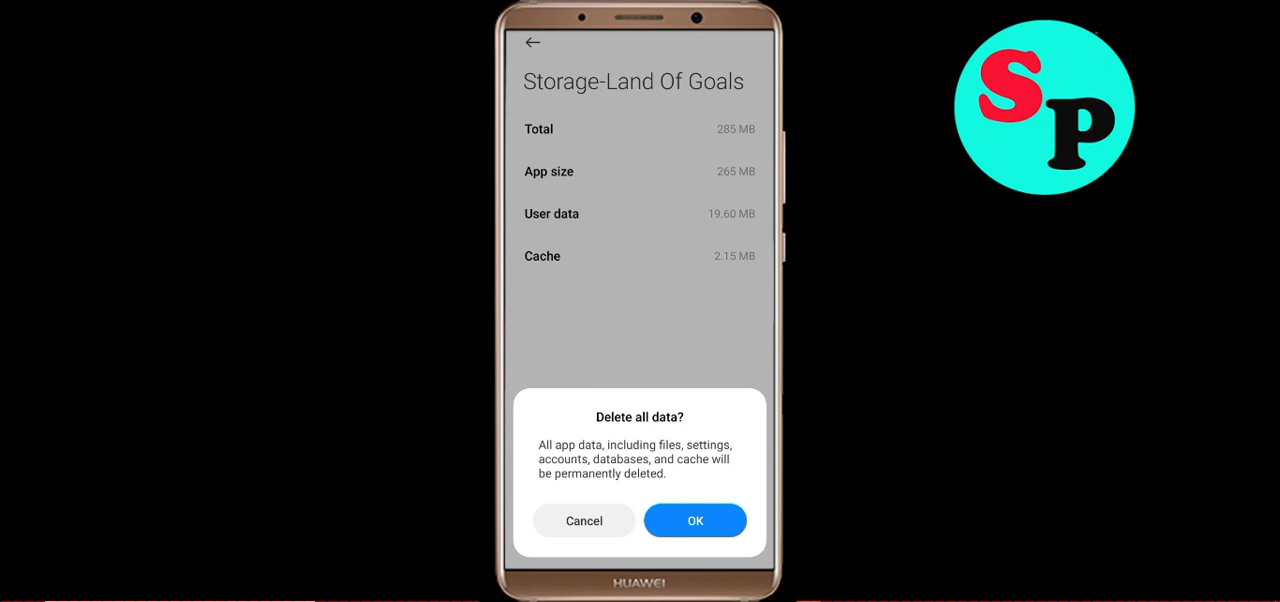 Storage-Land Of Goals
Total 285 MB
App size 265 MB
User data 19.60 MB
Cache 2.15 MB
Delete all data?
All app data, including files, settings,
accounts, databases, and cache will
be permanently deleted.
Cancel OK
HUAWEI
SP